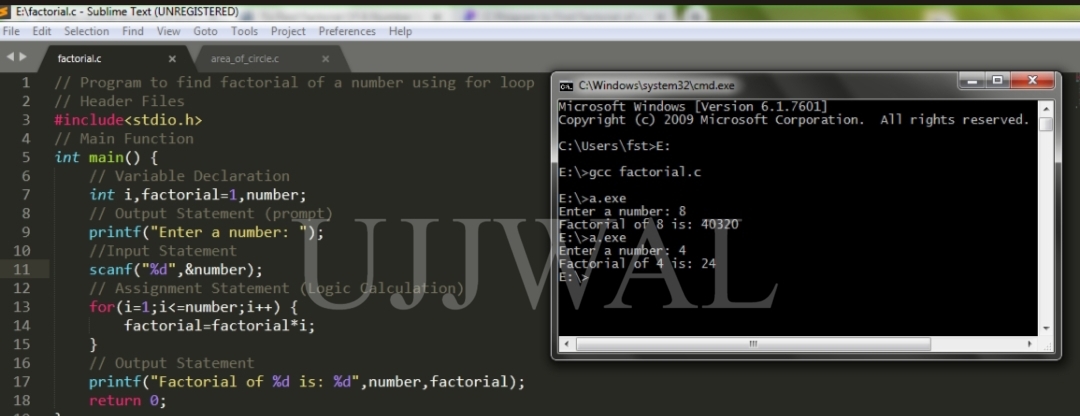 E:\factorial.c - Sublime Text (UNREGISTERED)
File Edit Selection Find View Goto Tools Project Preferences Help
factorial.c × area_of_circle.c ×
1 // Program to find factorial of a number using for loop
2 // Header Files
3 #include<stdio.h>
4 // Main Function
5 int main() {
6 // Variable Declaration
7 int i,factorial=1,number;
8 // Output Statement (prompt)
9 printf("Enter a number: ");
10 //Input Statement
11 scanf("%d",&number);
12 // Assignment Statement (Logic Calculation)
13 for(i=1;i<=number;i++) {
14 factorial=factorial*i;
15 }
16 // Output Statement
17 printf("Factorial of %d is: %d",number,factorial);
18 return 0;
C:\Windows\system32\cmd.exe
Microsoft Windows [Version 6.1.7601]
Copyright (c) 2009 Microsoft Corporation. All rights reserved.
C:\Users\fst>E:
E:\>gcc factorial.c
E:\>a.exe
Enter a number: 8
Factorial of 8 is: 40320
E:\>a.exe
Enter a number: 4
Factorial of 4 is: 24
E:\>
UJJWAL